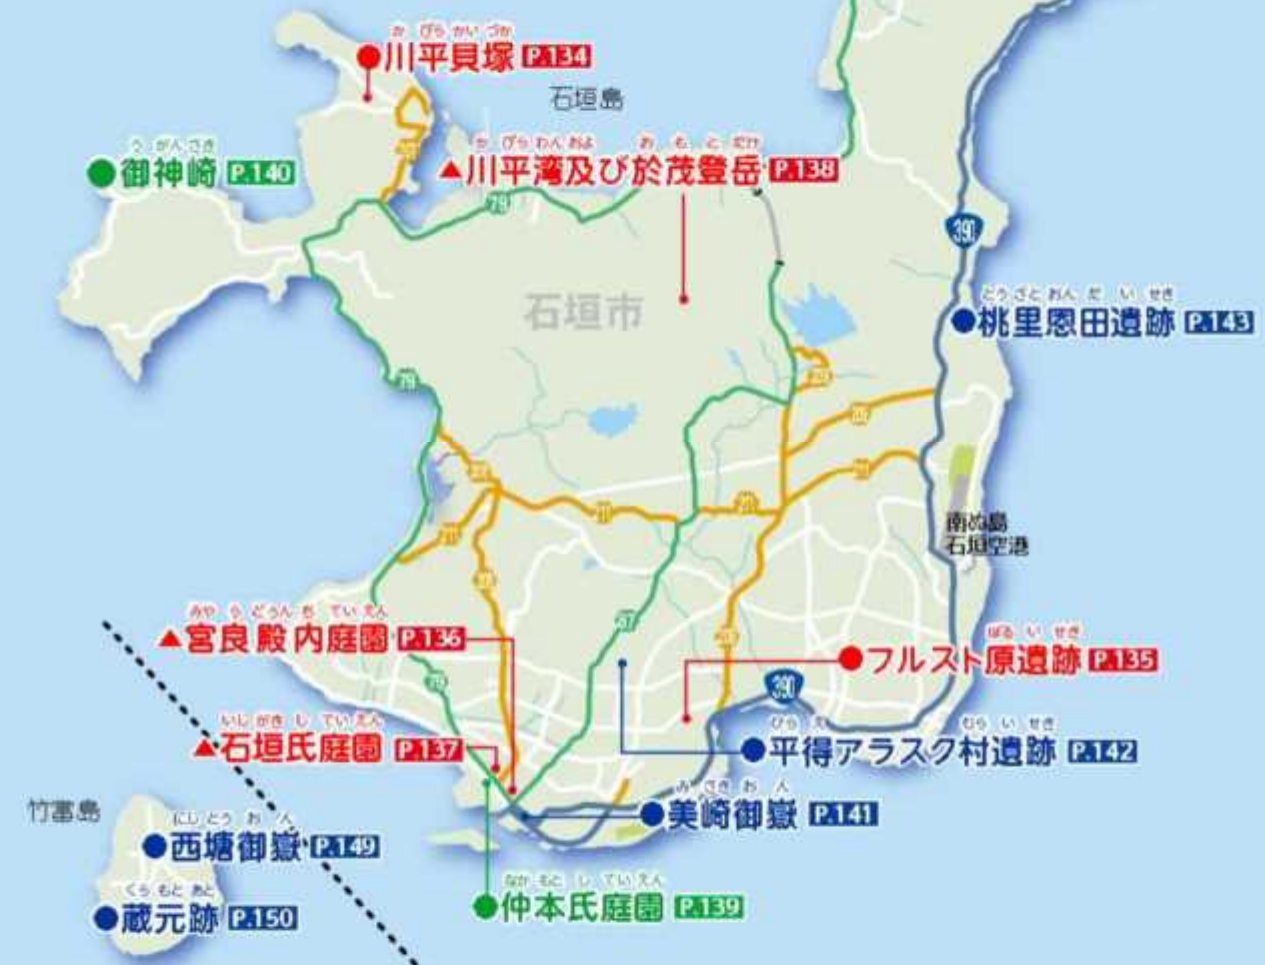 か びら かい づか
川平貝塚 P.134
石垣島
う がん ざき
御神崎 P.140
か びら わん およ お も と だけ
川平湾及び於茂登岳 P.138
79
390
石垣市
とう ざと おん だ い せき
桃里恩田遺跡 P.143
79
211
南ぬ島
石垣空港
87
みや ら どぅん ち てい えん
宮良殿内庭園 P.136
ばる い せき
フルスト原遺跡 P.135
79
390
いし がき し てい えん
石垣氏庭園 P.137
ひら え むら い せき
平得アラスク村遺跡 P.142
み さき お ん
美崎御嶽 P.141
竹富島
にし とう お ん
西塘御嶽 P.149
なか もと し てい えん
仲本氏庭園 P.139
くら もと あと
蔵元跡 P.150